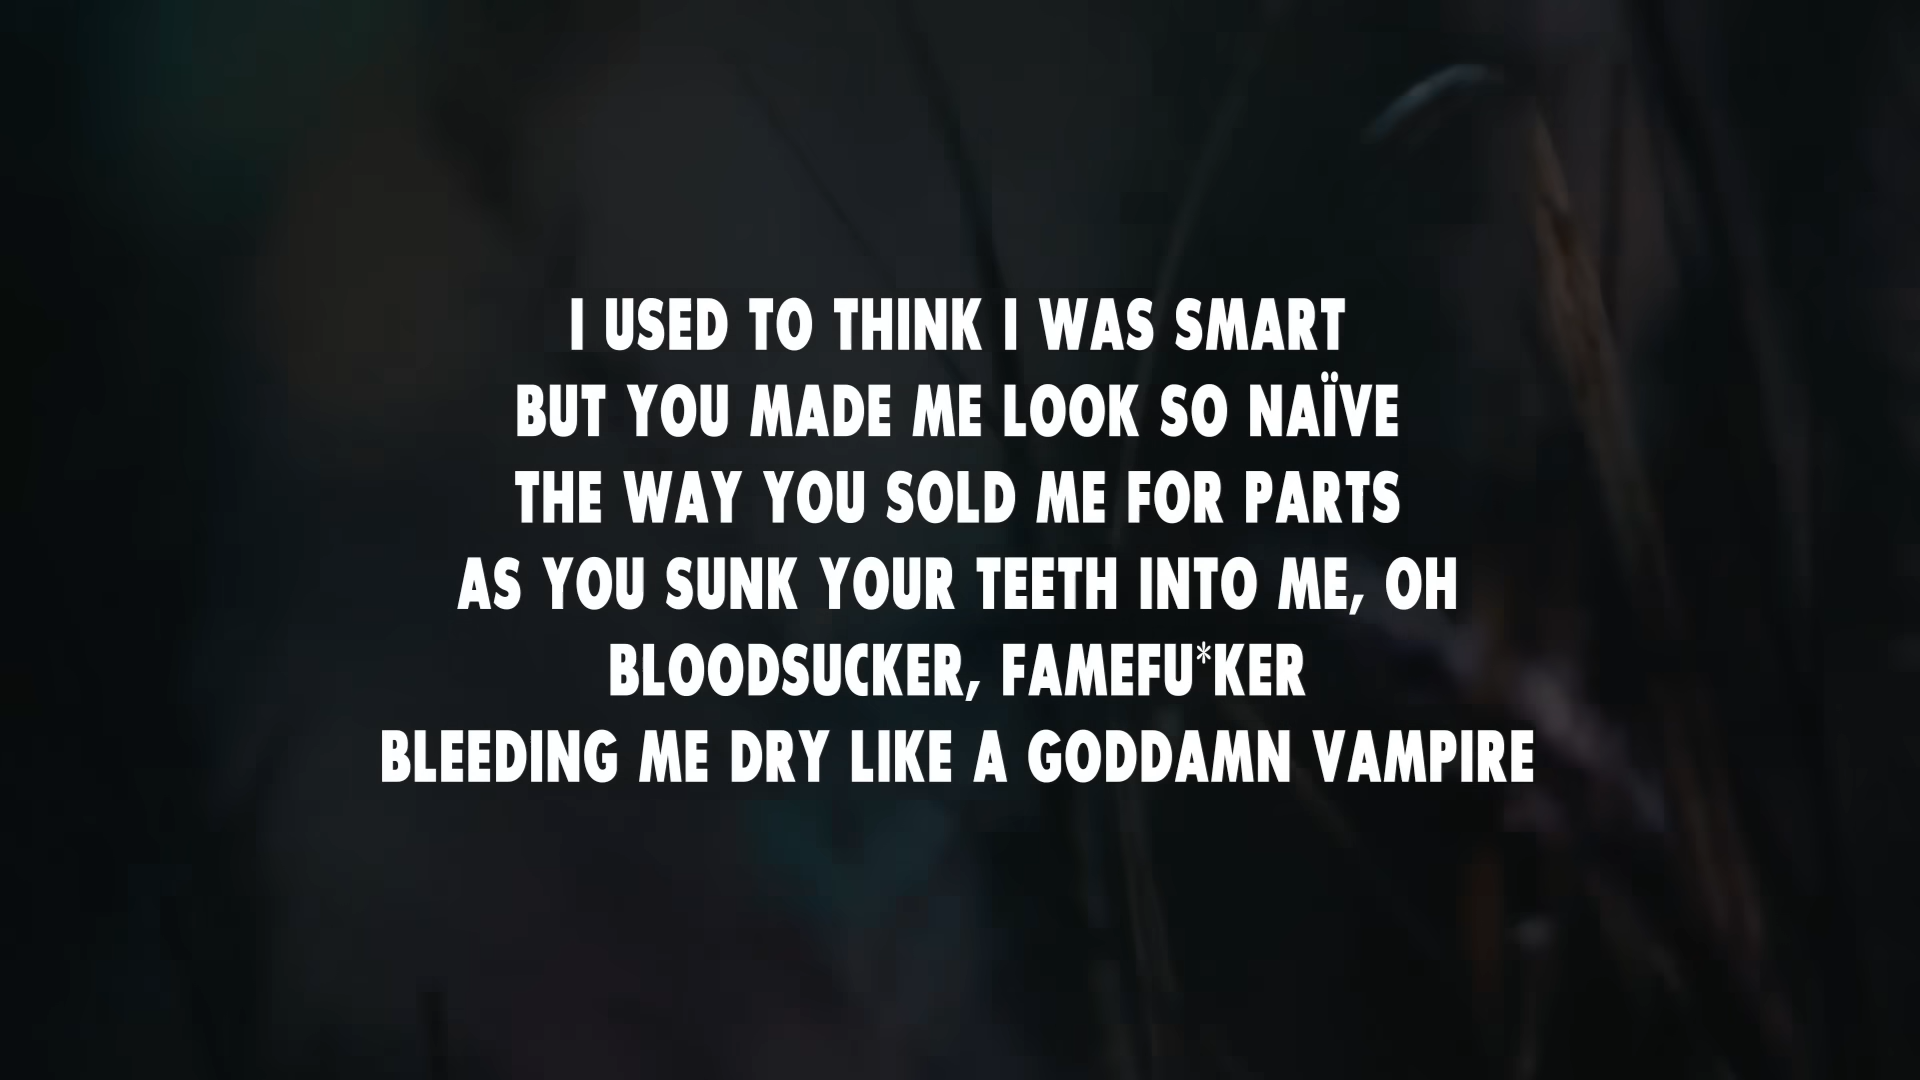 I USED TO THINK I WAS SMART
BUT YOU MADE ME LOOK SO NAÏVE
THE WAY YOU SOLD ME FOR PARTS
AS YOU SUNK YOUR TEETH INTO ME, OH
BLOODSUCKER, FAMEFU*KER
BLEEDING ME DRY LIKE A GODDAMN VAMPIRE